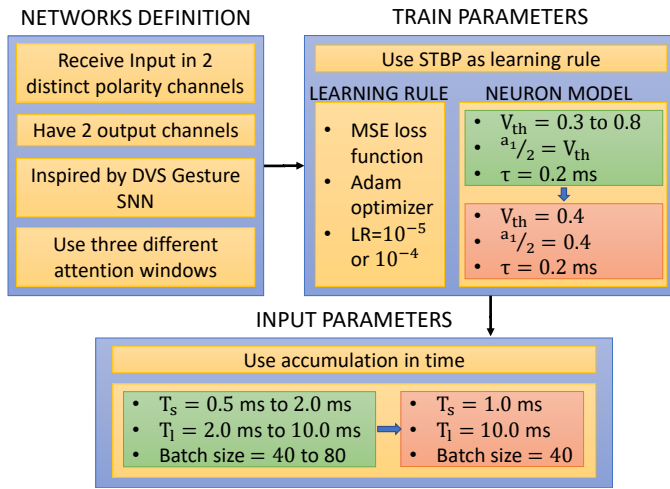 NETWORKS DEFINITION
Receive Input in 2
distinct polarity channels
Have 2 output channels
Inspired by DVS Gesture
SNN
Use three different
attention windows
TRAIN PARAMETERS
Use STBP as learning rule
LEARNING RULE
• MSE loss
function
• Adam
optimizer
• LR=10⁻⁵
or 10⁻⁴
NEURON MODEL
• Vₜₕ = 0.3 to 0.8
• a₁/2 = Vₜₕ
• τ = 0.2 ms
• Vₜₕ = 0.4
• a₁/2 = 0.4
• τ = 0.2 ms
INPUT PARAMETERS
Use accumulation in time
• Tₛ = 0.5 ms to 2.0 ms
• Tₗ = 2.0 ms to 10.0 ms
• Batch size = 40 to 80
• Tₛ = 1.0 ms
• Tₗ = 10.0 ms
• Batch size = 40